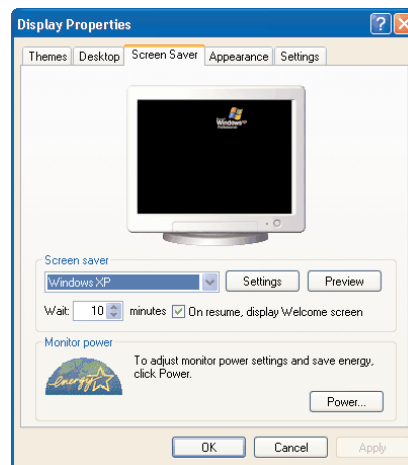 Display Properties
Themes Desktop Screen Saver Appearance Settings
Windows xp
Professional
Screen saver
Windows XP Settings Preview
Wait: 10 minutes On resume, display Welcome screen
Monitor power
energy
To adjust monitor power settings and save energy,
click Power.
Power...
OK Cancel Apply